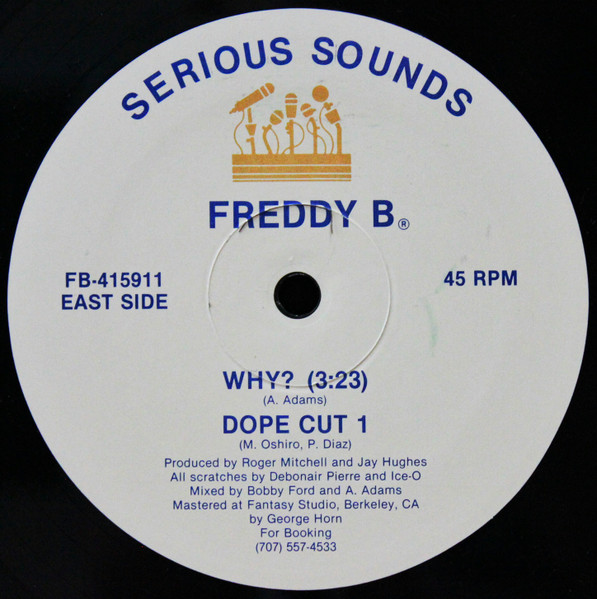 SERIOUS SOUNDS
FREDDY B®
FB-415911
EAST SIDE
45 RPM
WHY? (3:23)
(A. Adams)
DOPE CUT 1
(M. Oshiro, P. Diaz)
Produced by Roger Mitchell and Jay Hughes
All scratches by Debonair Pierre and Ice-O
Mixed by Bobby Ford and A. Adams
Mastered at Fantasy Studio, Berkeley, CA
by George Horn
For Booking
(707) 557-4533